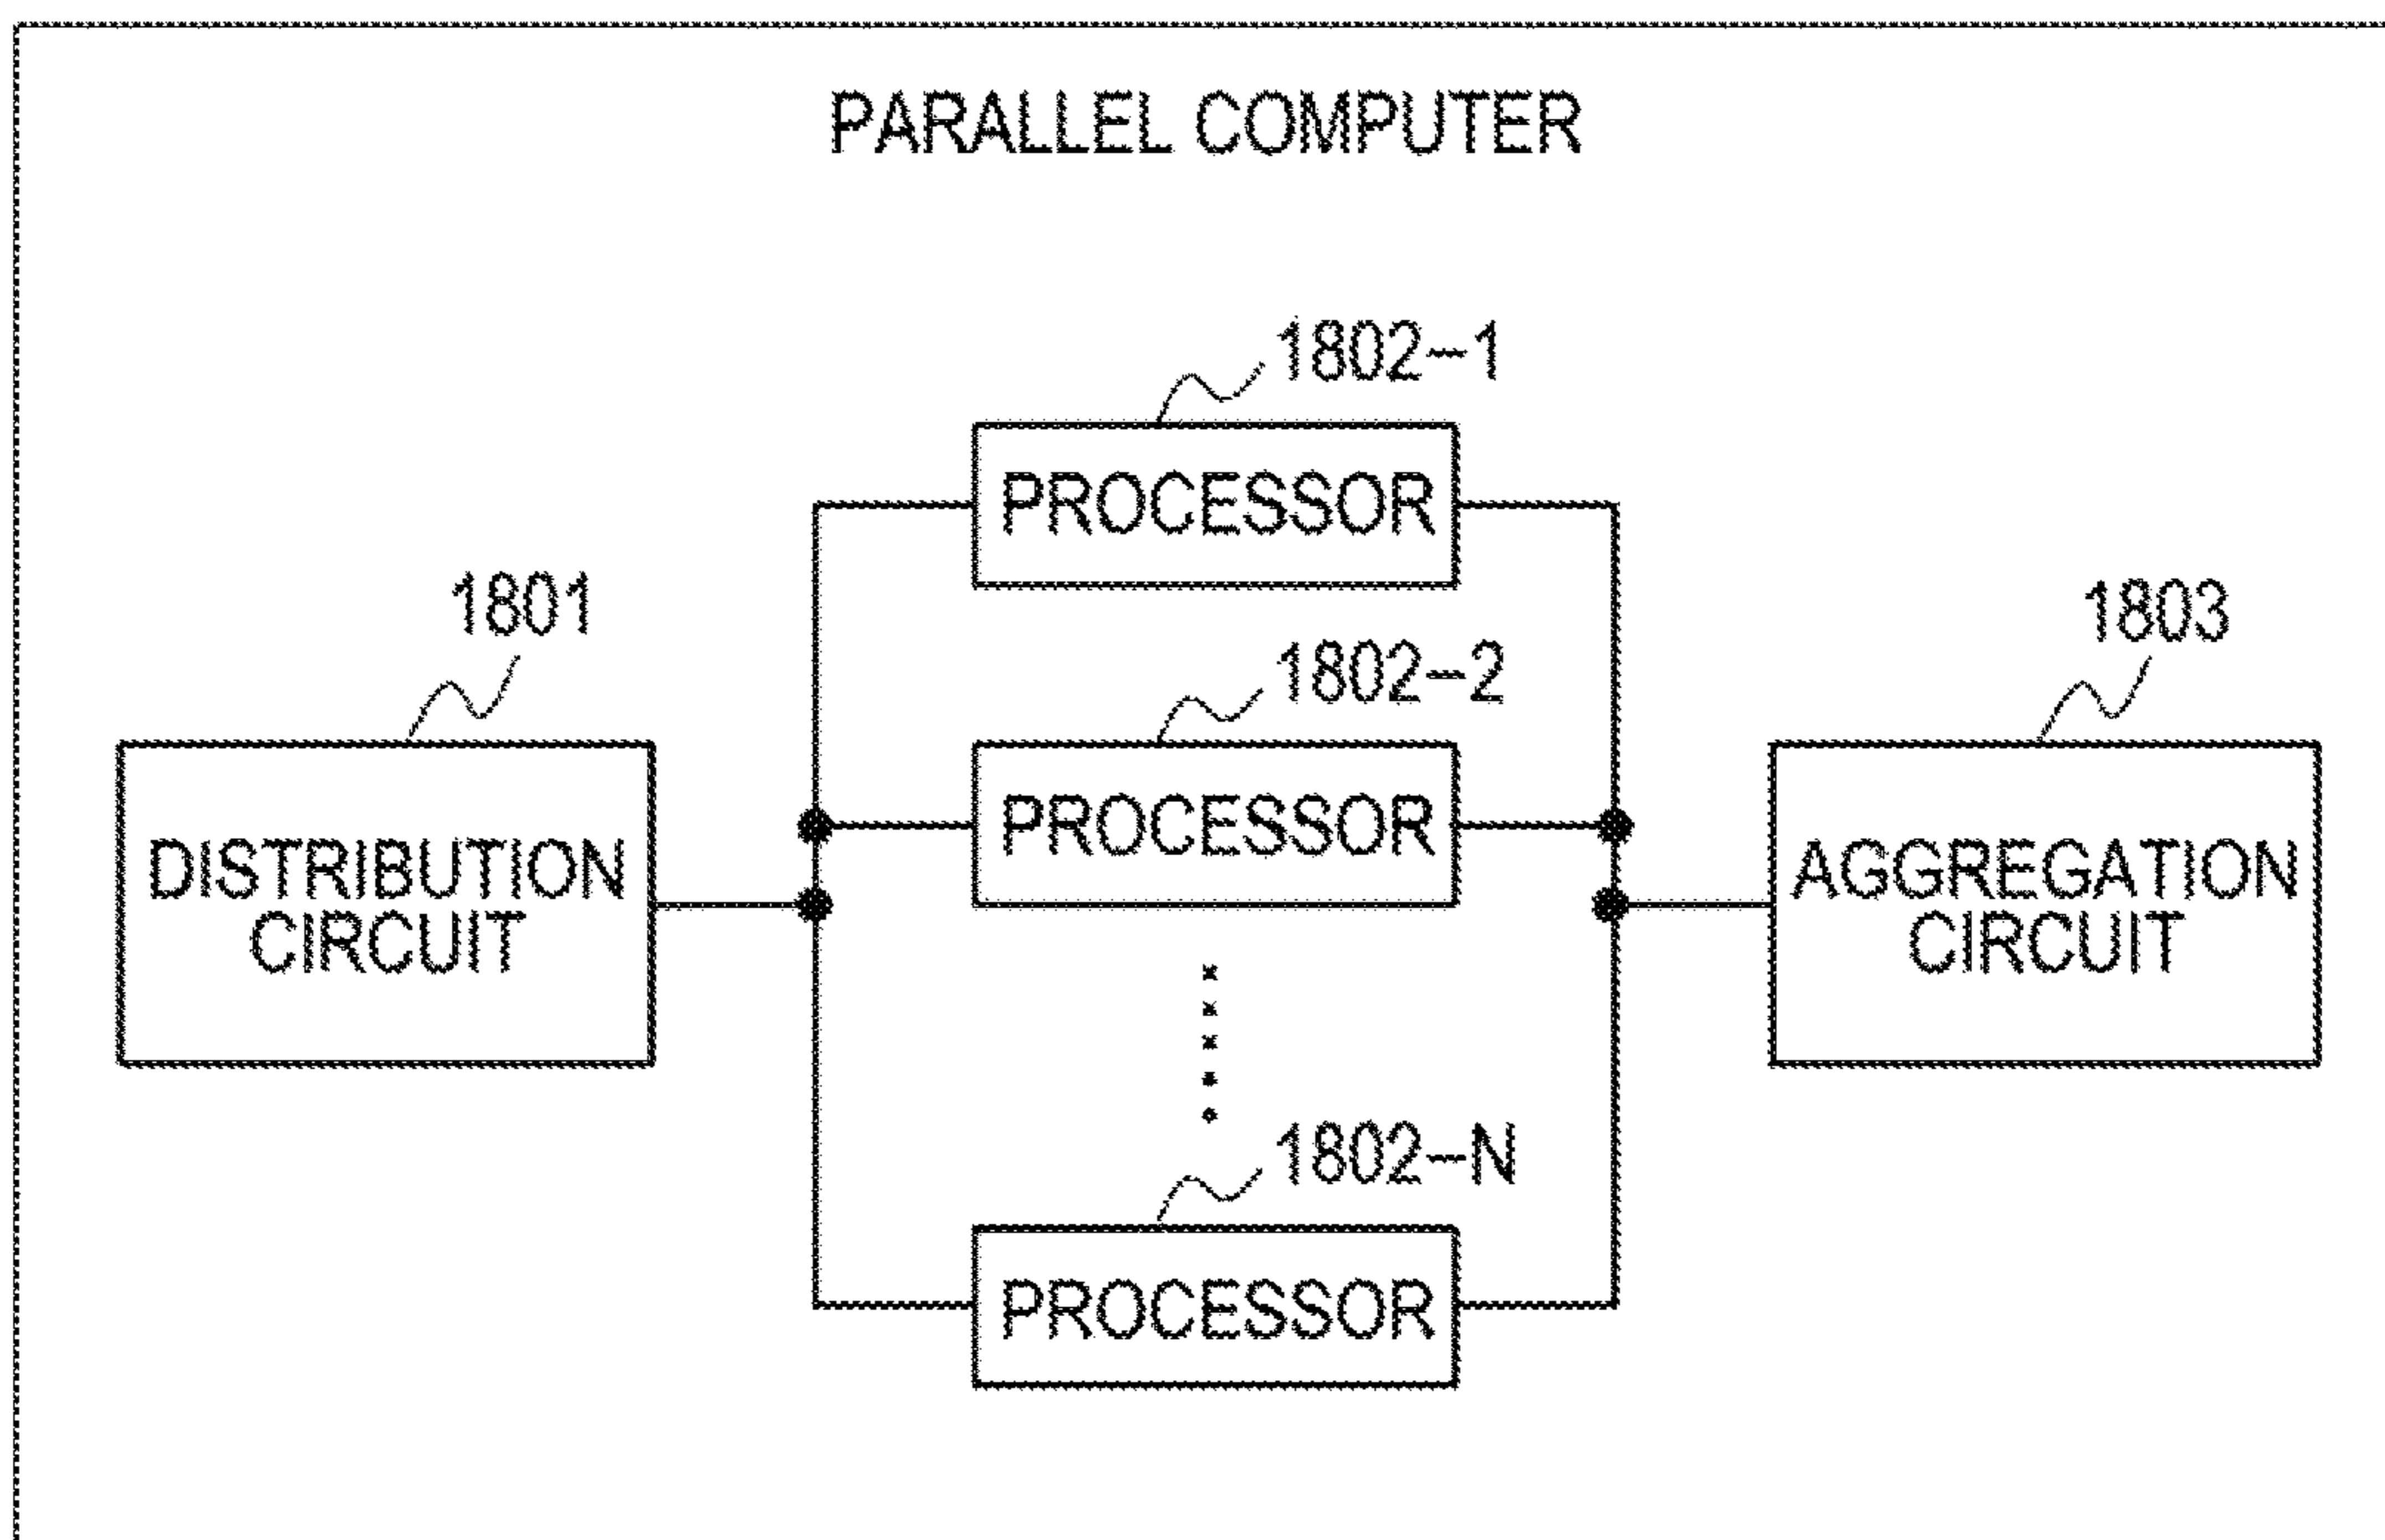 PARALLEL COMPUTER
1802-1
PROCESSOR
1801
1803
1802-2
PROCESSOR
DISTRIBUTION
CIRCUIT
AGGREGATION
CIRCUIT
1802-N
PROCESSOR